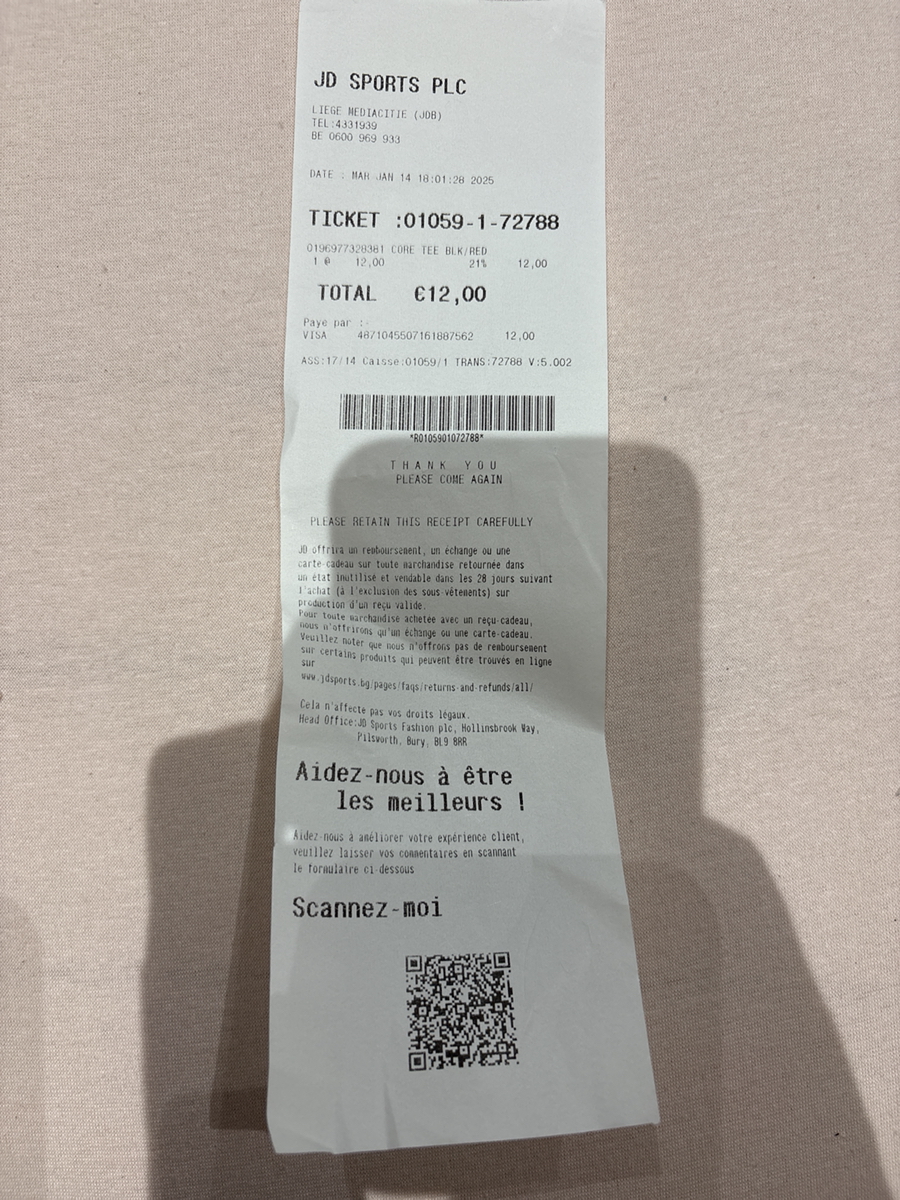 JD SPORTS PLC
LIEGE MEDIACITIE (JDB)
TEL:4331939
BE 0600 969 933
DATE : MAR JAN 14 18:01:28 2025
TICKET :01059-1-72788
0196977328381 CORE TEE BLK/RED
1 @ 12,00 21% 12,00
TOTAL €12,00
Paye par :-
VISA 4871045507161887562 12,00
ASS:17/14 Caisse:01059/1 TRANS:72788 V:5.002
*R0105901072788*
THANK YOU
PLEASE COME AGAIN
PLEASE RETAIN THIS RECEIPT CAREFULLY
JD offrira un remboursement, un échange ou une
carte-cadeau sur toute marchandise retournée dans
un état inutilisé et vendable dans les 28 jours suivant
l'achat (à l'exclusion des sous-vêtements) sur
production d'un reçu valide.
Pour toute marchandise achetée avec un reçu-cadeau,
nous n'offrirons qu'un échange ou une carte-cadeau.
Veuillez noter que nous n'offrons pas de remboursement
sur certains produits qui peuvent être trouvés en ligne
sur
www.jdsports.bg/pages/faqs/returns-and-refunds/all/
Cela n'affecte pas vos droits légaux.
Head Office:JD Sports Fashion plc, Hollinsbrook Way,
Pilsworth, Bury, BL9 8RR
Aidez-nous à être
les meilleurs !
Aidez-nous à améliorer votre expérience client,
veuillez laisser vos commentaires en scannant
le formulaire ci-dessous
Scannez-moi